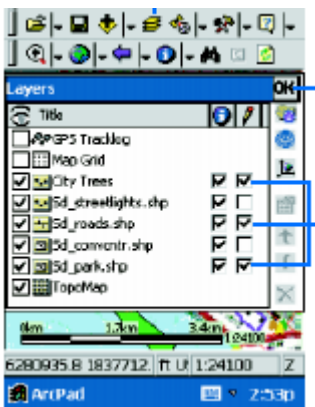 Layers OK
Title
GPS Tracklog
Map Grid
City Trees
Sd_streetlights.shp
Sd_roads.shp
Sd_conventr.shp
Sd_park.shp
TopoMap
0km 1.7km 3.4km
1:24100
6280935.8 1837712. ft 1:24100 Z
ArcPad 2:53p